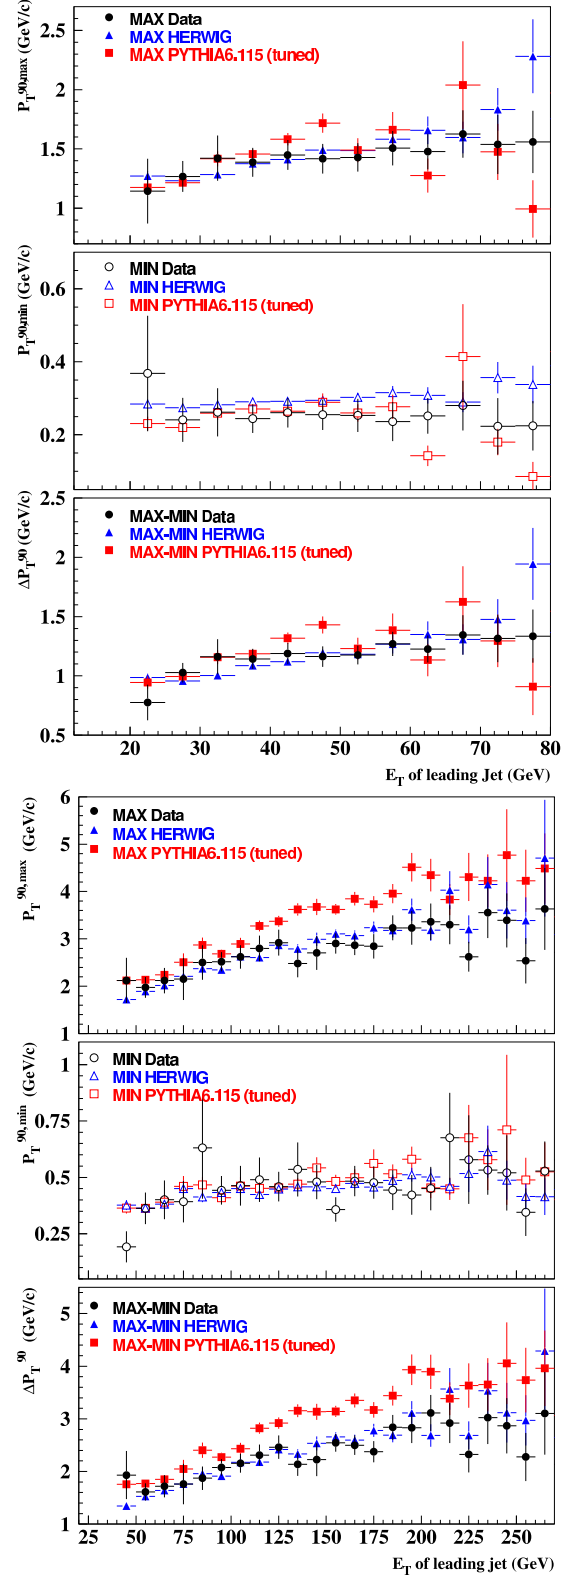 P_T^90,max (GeV/c)
MAX Data
MAX HERWIG
MAX PYTHIA6.115 (tuned)
2.5
2
1.5
1
P_T^90,min (GeV/c)
MIN Data
MIN HERWIG
MIN PYTHIA6.115 (tuned)
0.6
0.4
0.2
ΔP_T^90 (GeV/c)
MAX-MIN Data
MAX-MIN HERWIG
MAX-MIN PYTHIA6.115 (tuned)
2.5
2
1.5
1
0.5
20 30 40 50 60 70 80
E_T of leading Jet (GeV)
P_T^90,max (GeV/c)
MAX Data
MAX HERWIG
MAX PYTHIA6.115 (tuned)
6
5
4
3
2
1
P_T^90,min (GeV/c)
MIN Data
MIN HERWIG
MIN PYTHIA6.115 (tuned)
1
0.75
0.5
0.25
ΔP_T^90 (GeV/c)
MAX-MIN Data
MAX-MIN HERWIG
MAX-MIN PYTHIA6.115 (tuned)
5
4
3
2
1
25 50 75 100 125 150 175 200 225 250
E_T of leading jet (GeV)